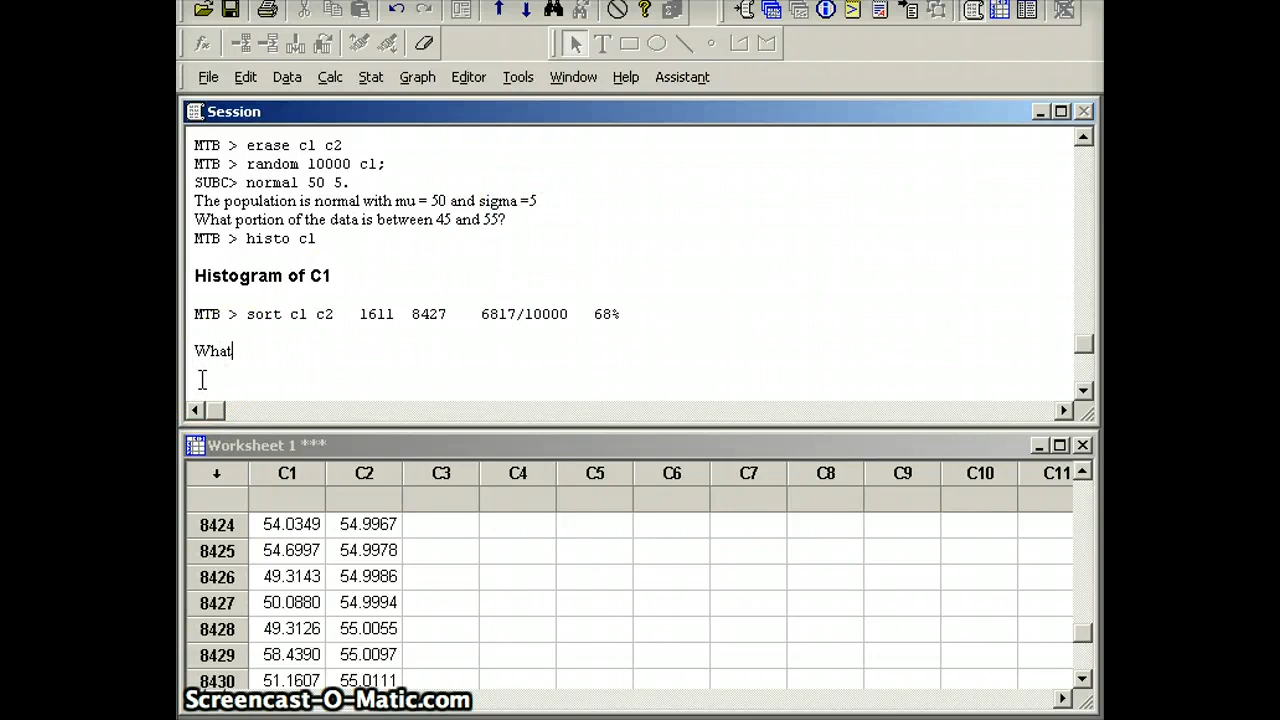 File Edit Data Calc Stat Graph Editor Tools Window Help Assistant
Session
MTB > erase c1 c2
MTB > random 10000 c1;
SUBC> normal 50 5.
The population is normal with mu = 50 and sigma =5
What portion of the data is between 45 and 55?
MTB > histo c1
Histogram of C1
MTB > sort c1 c2 1611 8427 6817/10000 68%
What
Worksheet 1 ***
C1 C2 C3 C4 C5 C6 C7 C8 C9 C10 C11
8424 54.0349 54.9967
8425 54.6997 54.9978
8426 49.3143 54.9986
8427 50.0880 54.9994
8428 49.3126 55.0055
8429 58.4390 55.0097
8430 51.1607 55.0111
Screencast-O-Matic.com